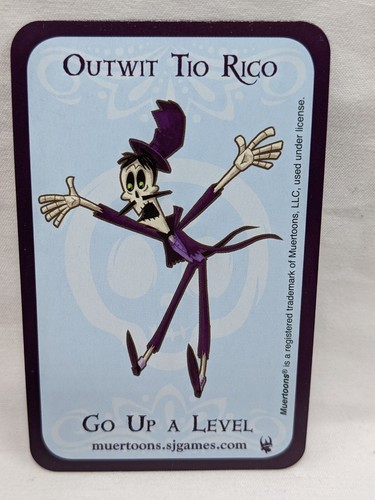 Outwit Tio Rico
Muertoons® is a registered trademark of Muertoons, LLC, used under license.
Go Up a Level
muertoons.sjgames.com